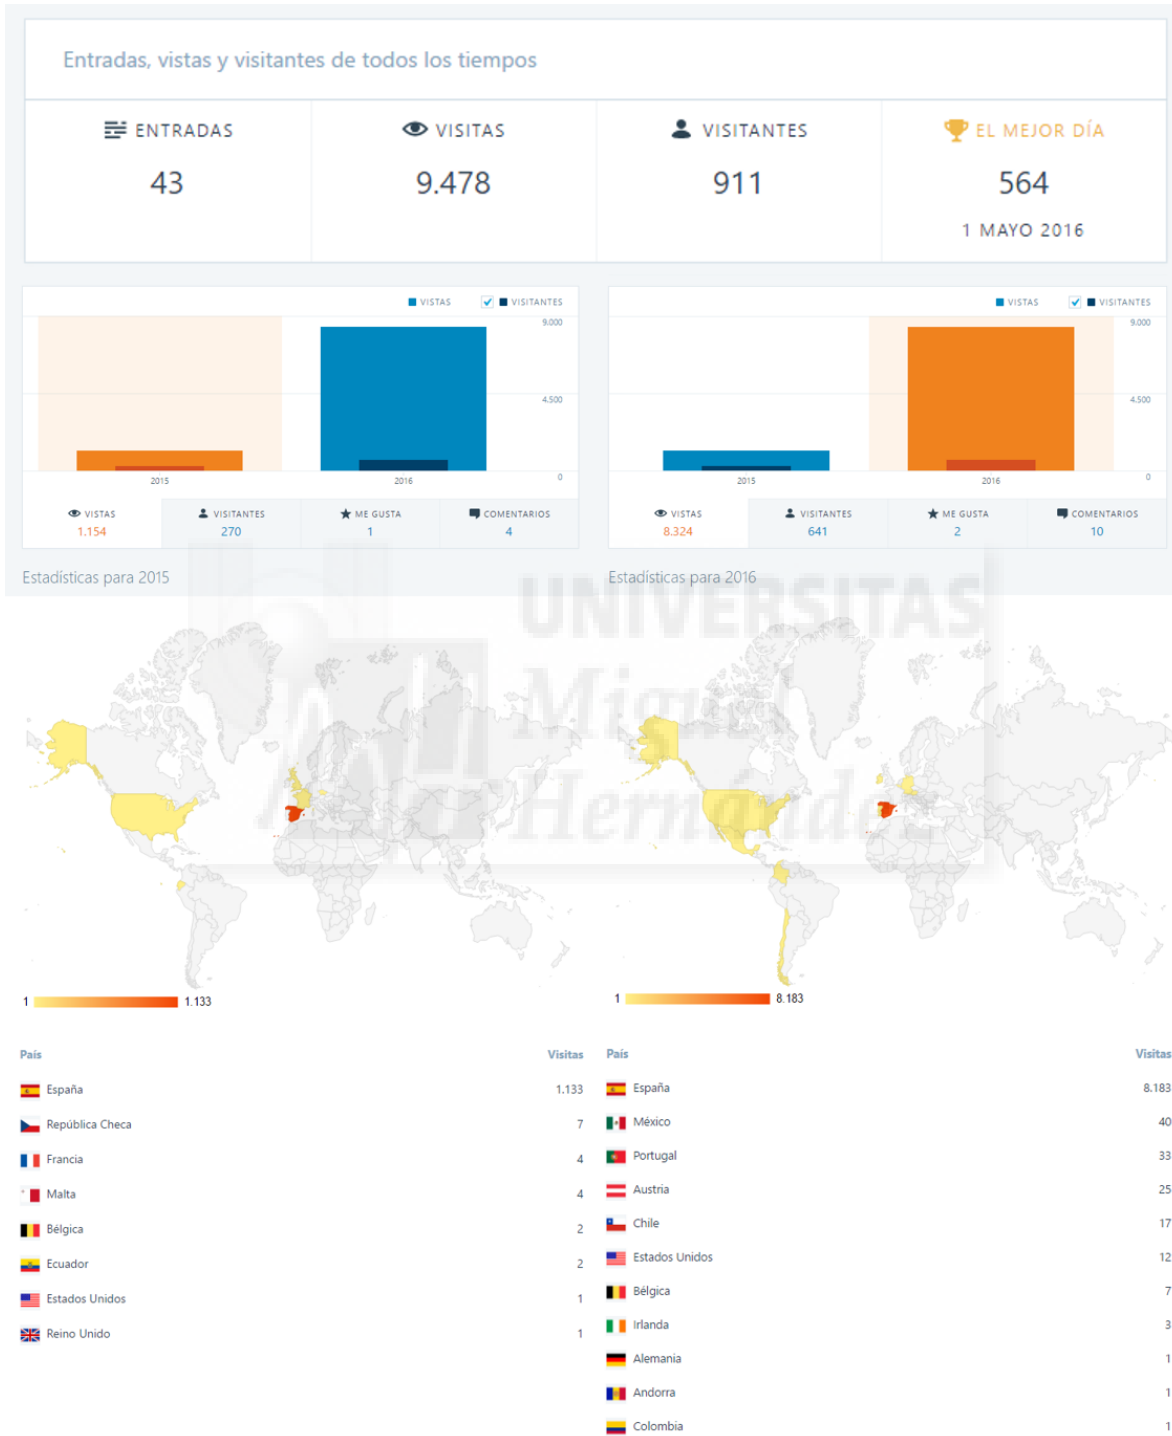 Entradas, vistas y visitantes de todos los tiempos
ENTRADAS
43
VISITAS
9.478
VISITANTES
911
EL MEJOR DÍA
564
1 MAYO 2016
VISTAS VISITANTES
9.000
4.500
0
2015 2016
VISTAS VISITANTES ME GUSTA COMENTARIOS
1.154 270 1 4
Estadísticas para 2015
VISTAS VISITANTES
9.000
4.500
0
2015 2016
VISTAS VISITANTES ME GUSTA COMENTARIOS
8.324 641 2 10
Estadísticas para 2016
UNIVERSITAS
Miguel
Hernández
1 1.133
1 8.183
País Visitas
España 1.133
República Checa 7
Francia 4
Malta 4
Bélgica 2
Ecuador 2
Estados Unidos 1
Reino Unido 1
País Visitas
España 8.183
México 40
Portugal 33
Austria 25
Chile 17
Estados Unidos 12
Bélgica 7
Irlanda 3
Alemania 1
Andorra 1
Colombia 1